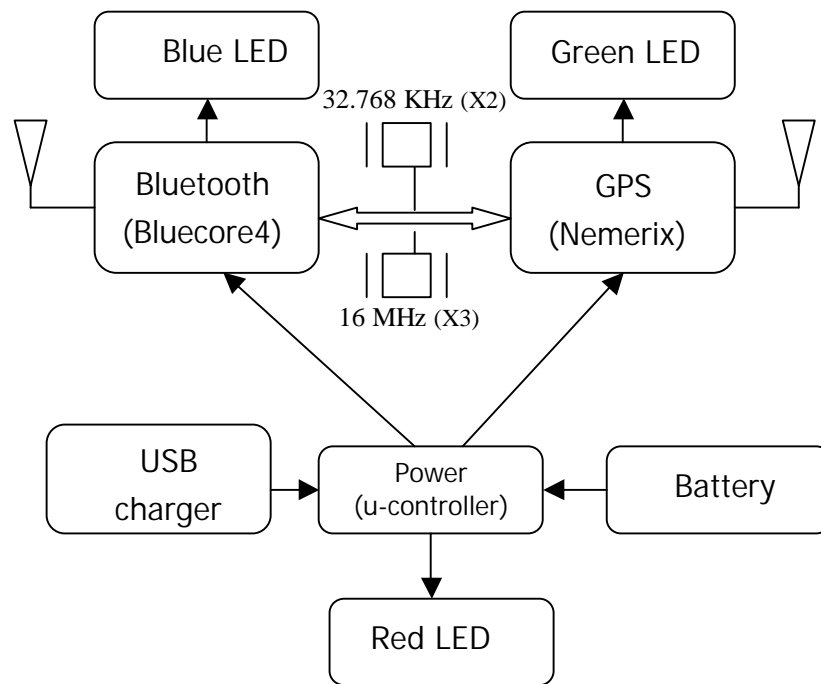 Blue LED
Green LED
32.768 KHz (X2)
Bluetooth
(Bluecore4)
GPS
(Nemerix)
16 MHz (X3)
USB
charger
Power
(u-controller)
Battery
Red LED